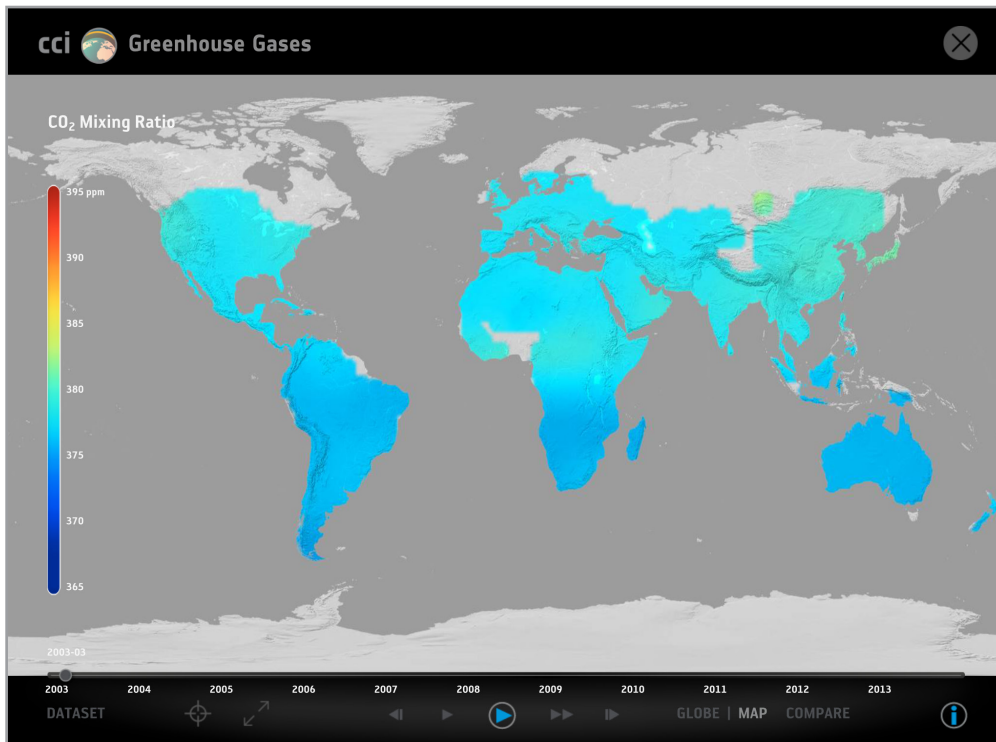 cci Greenhouse Gases
CO₂ Mixing Ratio
395 ppm
390
385
380
375
370
365
2003-03
2003 2004 2005 2006 2007 2008 2009 2010 2011 2012 2013
DATASET GLOBE | MAP COMPARE